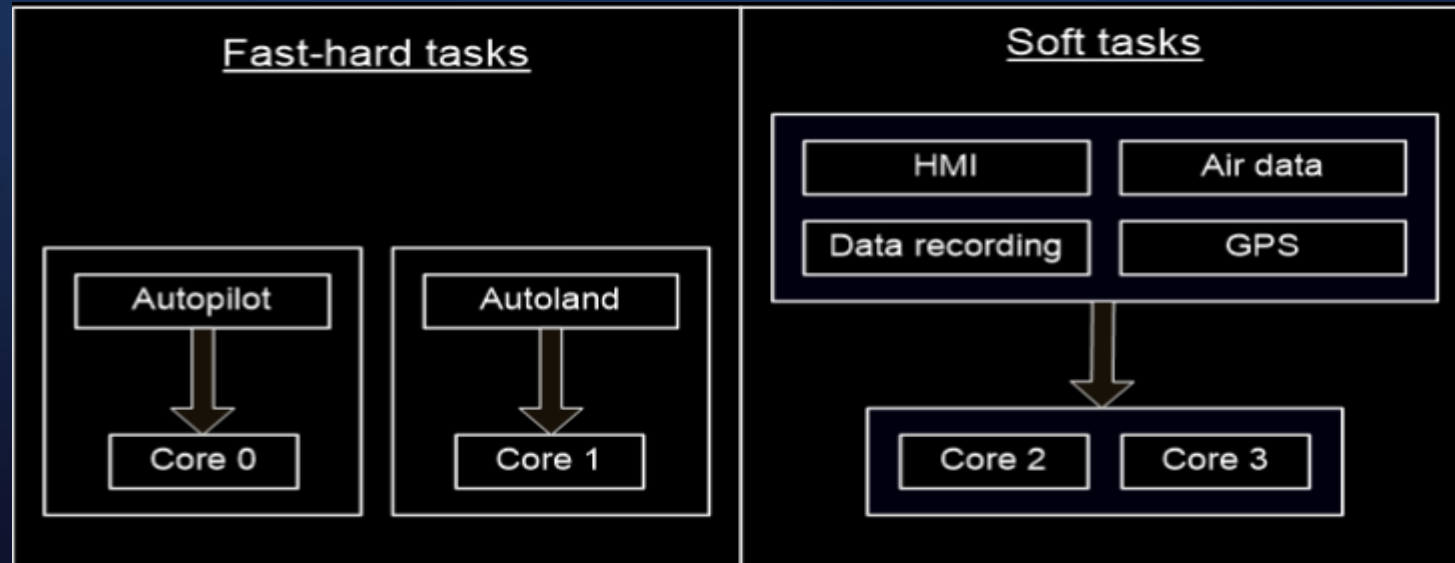 Fast-hard tasks
Autopilot
Autoland
Core 0
Core 1
Soft tasks
HMI
Air data
Data recording
GPS
Core 2
Core 3